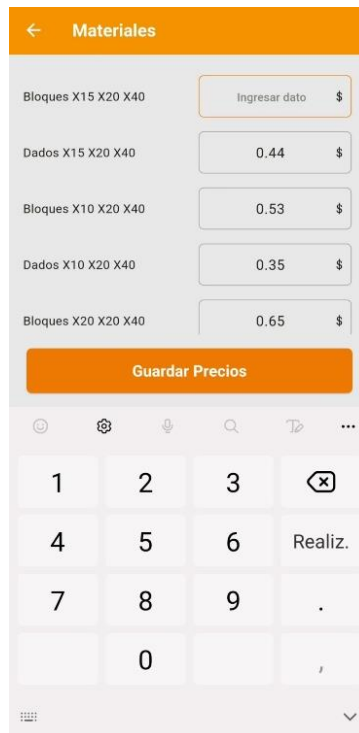 Materiales
Bloques X15 X20 X40 Ingresar dato $
Dados X15 X20 X40 0.44 $
Bloques X10 X20 X40 0.53 $
Dados X10 X20 X40 0.35 $
Bloques X20 X20 X40 0.65 $
Guardar Precios
1 2 3
4 5 6 Realiz.
7 8 9 .
0 ,